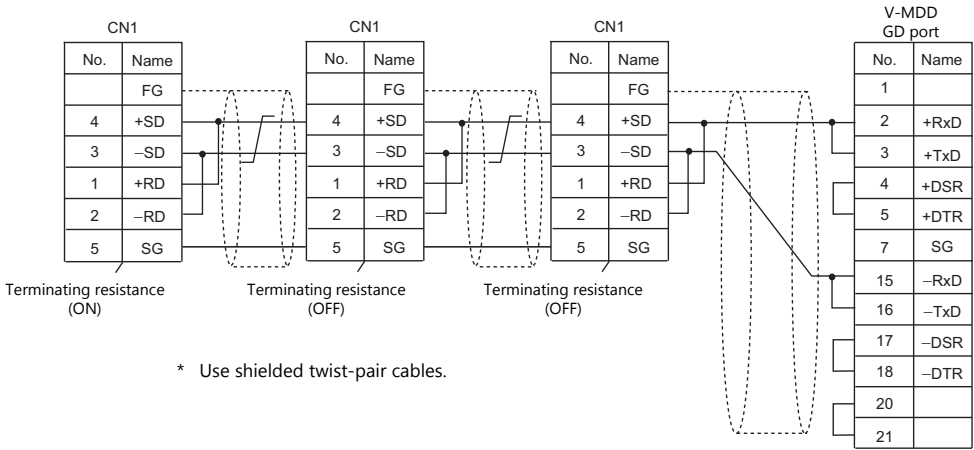 CN1
No. Name
FG
4 +SD
3 −SD
1 +RD
2 −RD
5 SG
Terminating resistance
(ON)
CN1
No. Name
FG
4 +SD
3 −SD
1 +RD
2 −RD
5 SG
Terminating resistance
(OFF)
CN1
No. Name
FG
4 +SD
3 −SD
1 +RD
2 −RD
5 SG
Terminating resistance
(OFF)
V-MDD
GD port
No. Name
1
2 +RxD
3 +TxD
4 +DSR
5 +DTR
7 SG
15 −RxD
16 −TxD
17 −DSR
18 −DTR
20
21
* Use shielded twist-pair cables.